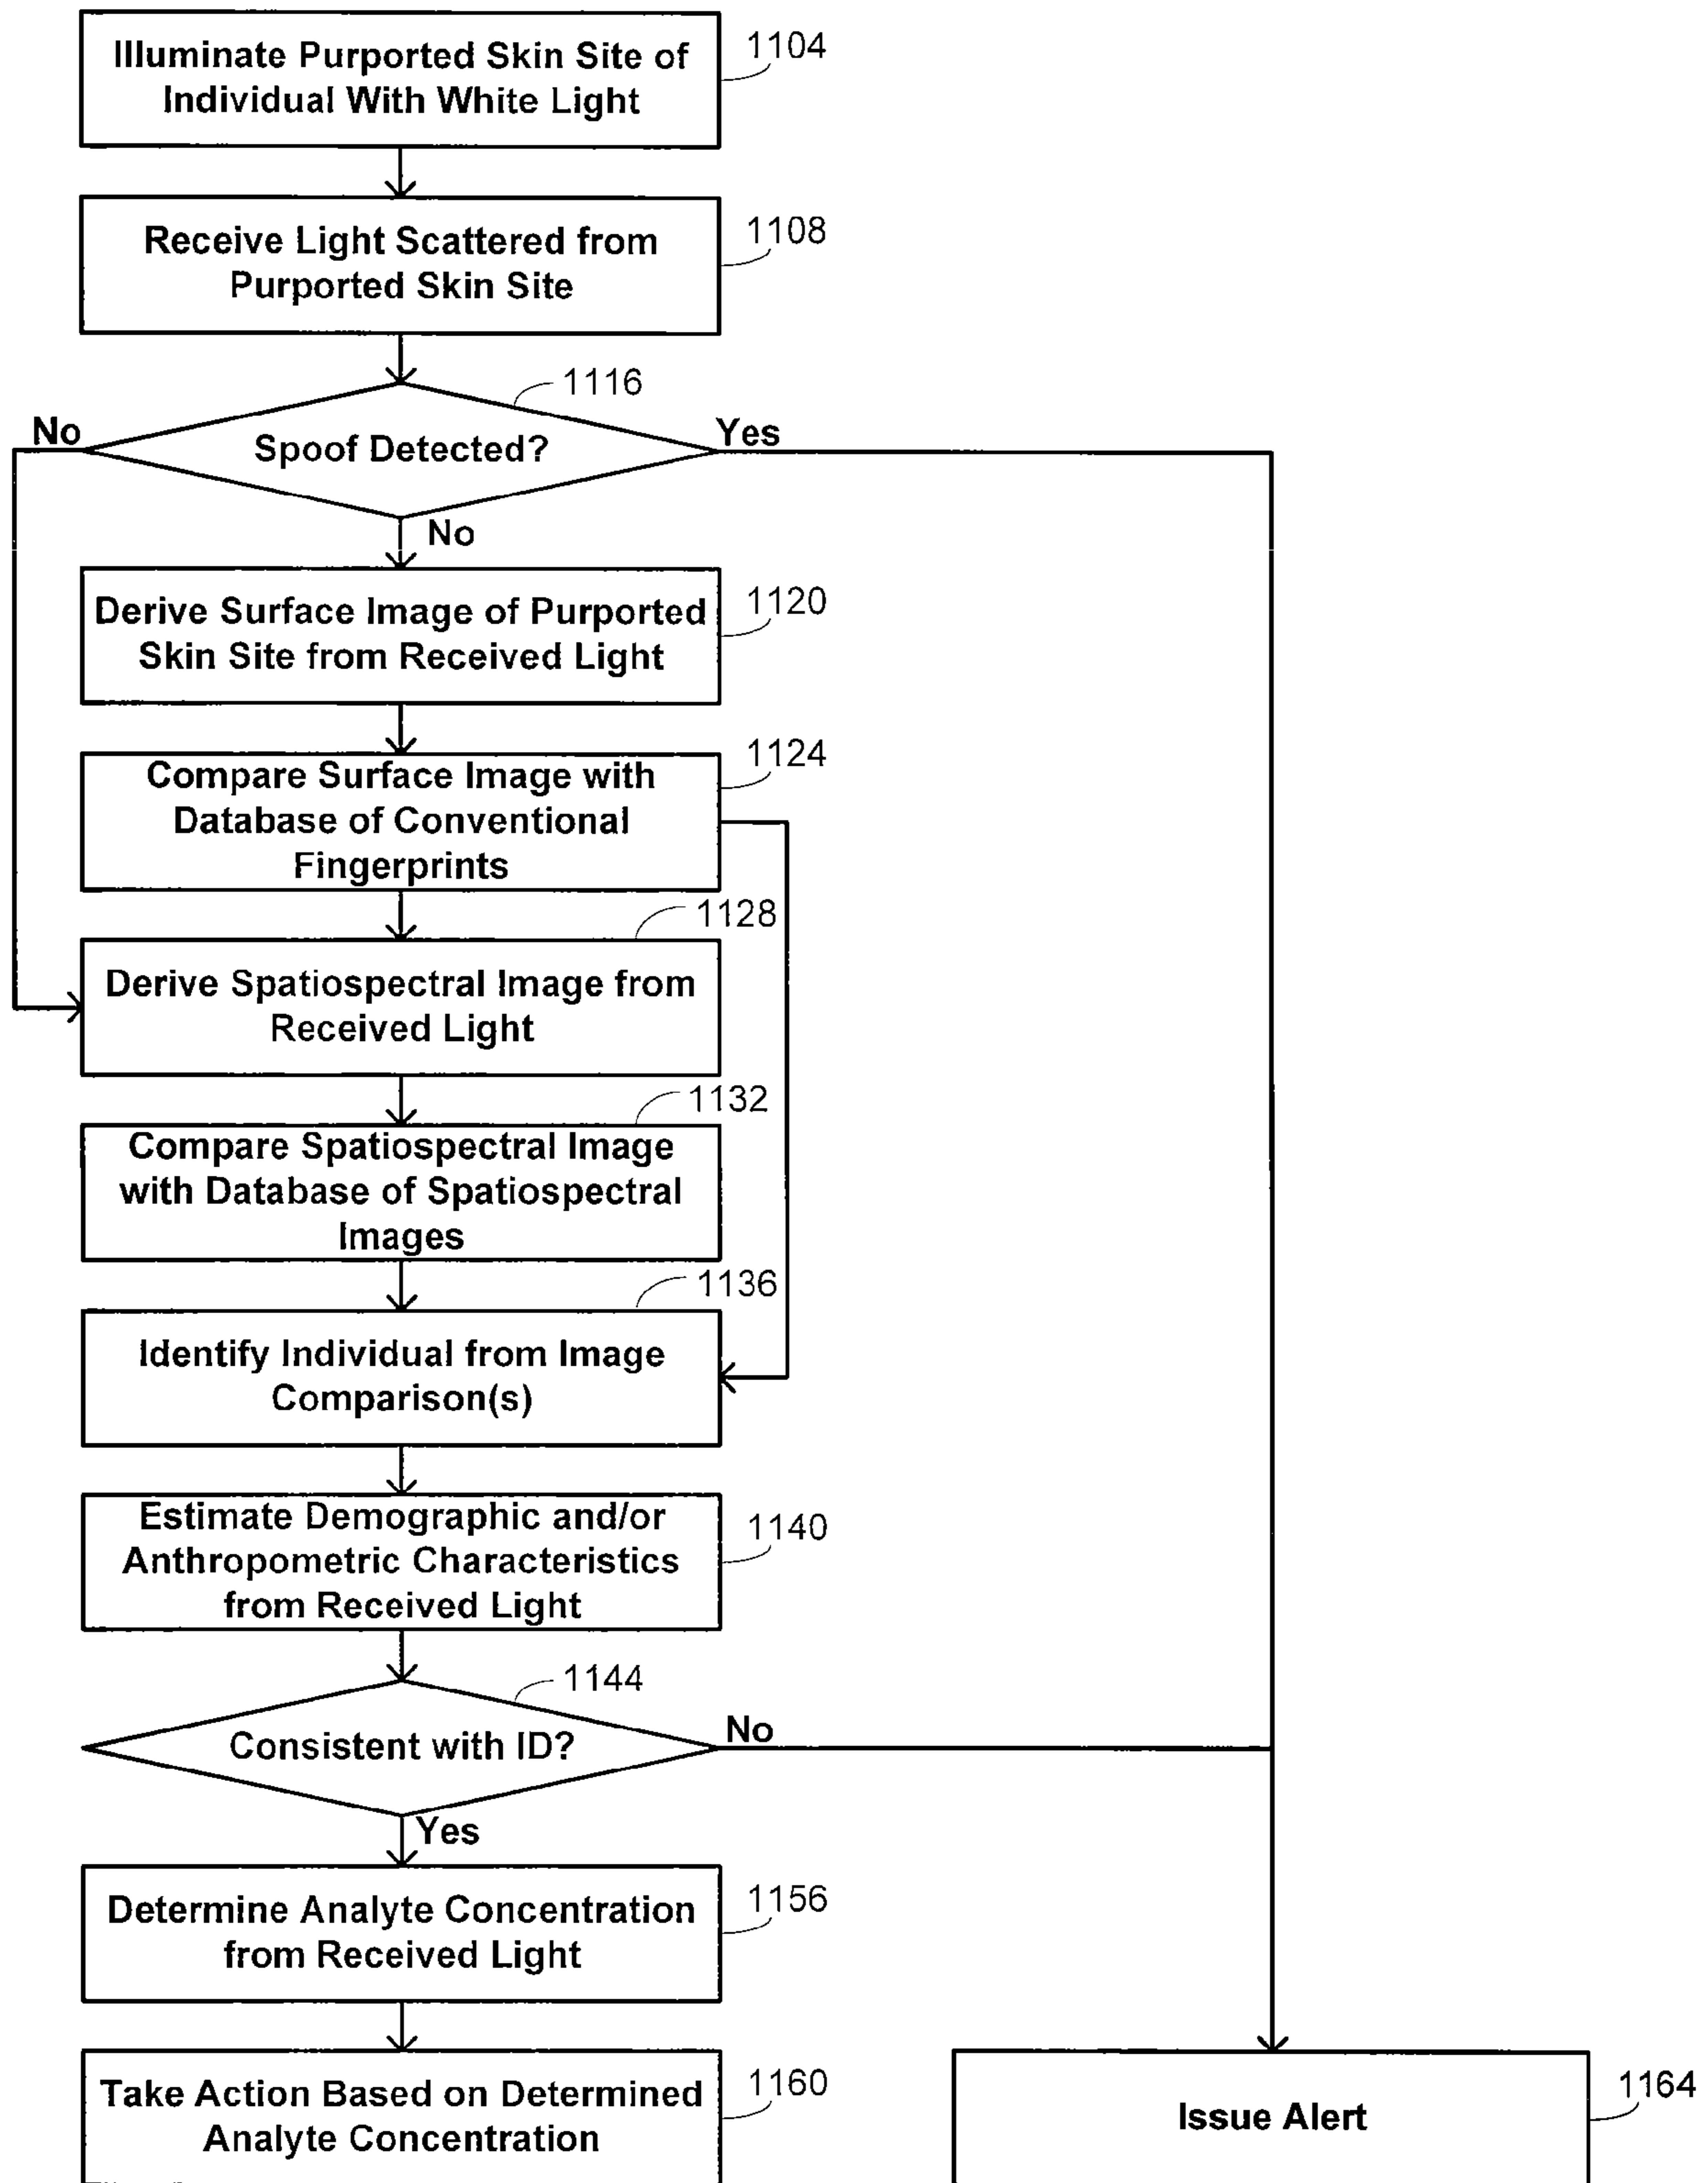 Illuminate Purported Skin Site of
Individual With White Light
1104
Receive Light Scattered from
Purported Skin Site
1108
1116
No
Spoof Detected?
Yes
No
Derive Surface Image of Purported
Skin Site from Received Light
1120
Compare Surface Image with
Database of Conventional
Fingerprints
1124
1128
Derive Spatiospectral Image from
Received Light
1132
Compare Spatiospectral Image
with Database of Spatiospectral
Images
1136
Identify Individual from Image
Comparison(s)
Estimate Demographic and/or
Anthropometric Characteristics
from Received Light
1140
1144
Consistent with ID?
No
Yes
Determine Analyte Concentration
from Received Light
1156
Take Action Based on Determined
Analyte Concentration
1160
Issue Alert
1164